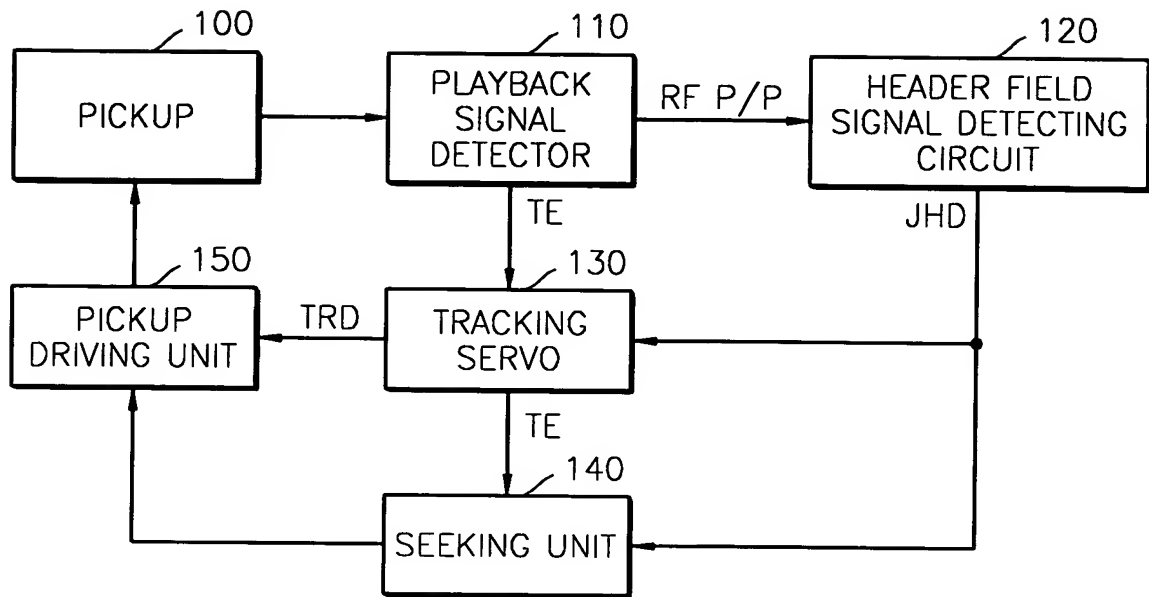 100
PICKUP
110
PLAYBACK
SIGNAL
DETECTOR
RF P/P
120
HEADER FIELD
SIGNAL DETECTING
CIRCUIT
TE
JHD
150
PICKUP
DRIVING UNIT
TRD
130
TRACKING
SERVO
TE
140
SEEKING UNIT